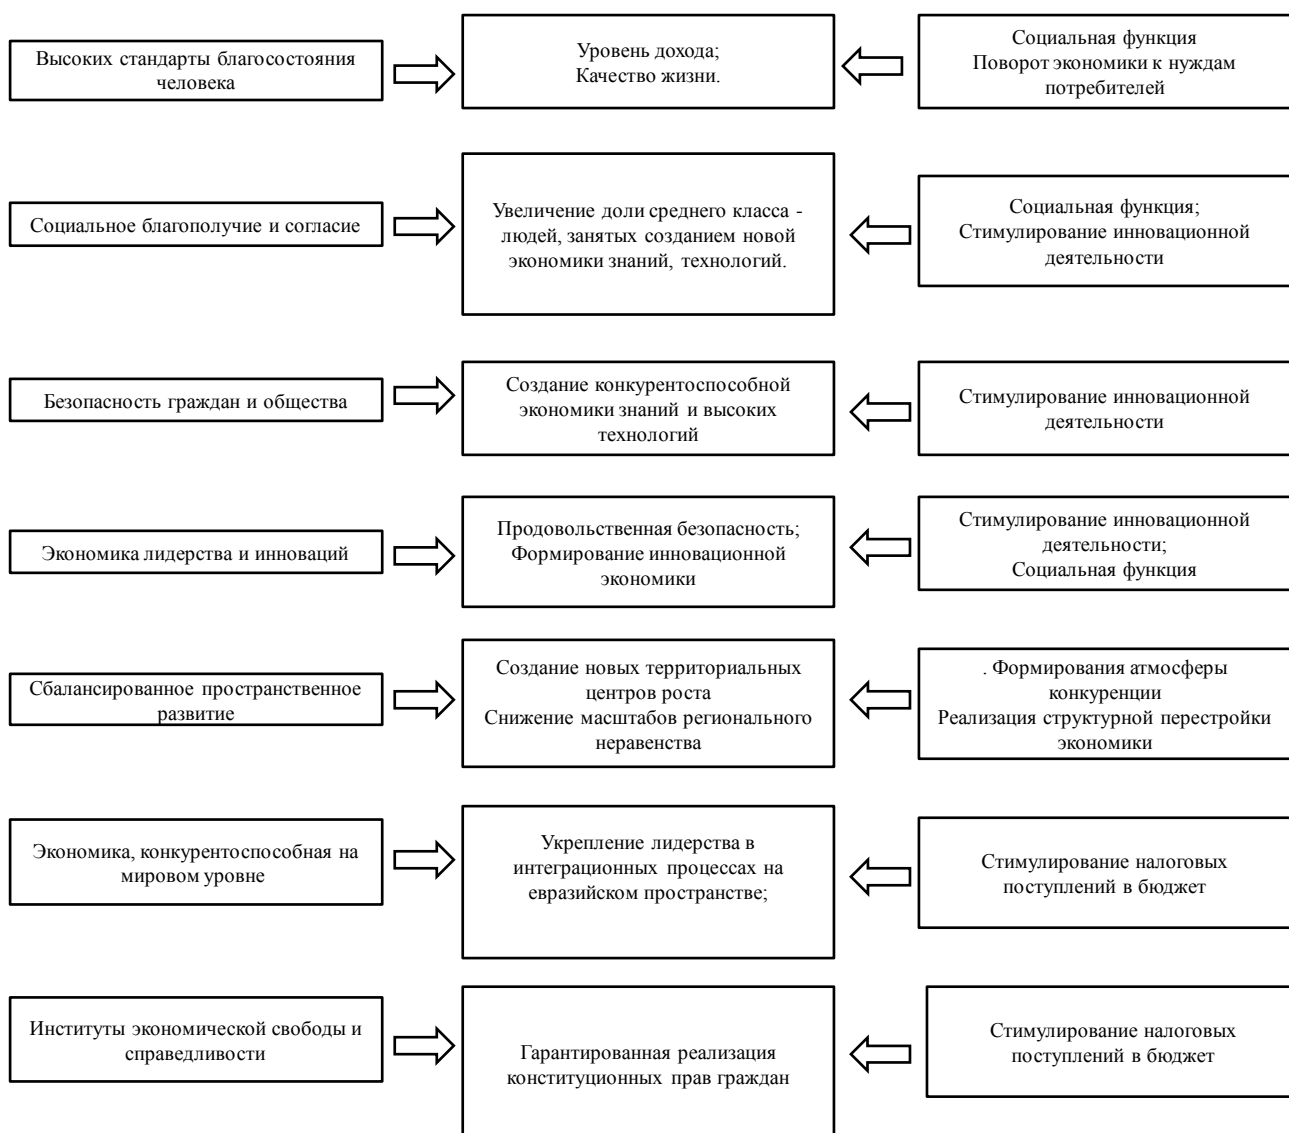 Высоких стандарты благосостояния
человека
Уровень дохода;
Качество жизни.
Социальная функция
Поворот экономики к нуждам
потребителей
Социальное благополучие и согласие
Увеличение доли среднего класса -
людей, занятых созданием новой
экономики знаний, технологий.
Социальная функция;
Стимулирование инновационной
деятельности
Безопасность граждан и общества
Создание конкурентоспособной
экономики знаний и высоких
технологий
Стимулирование инновационной
деятельности
Экономика лидерства и инноваций
Продовольственная безопасность;
Формирование инновационной
экономики
Стимулирование инновационной
деятельности;
Социальная функция
Сбалансированное пространственное
развитие
Создание новых территориальных
центров роста
Снижение масштабов регионального
неравенства
. Формирования атмосферы
конкуренции
Реализация структурной перестройки
экономики
Экономика, конкурентоспособная на
мировом уровне
Укрепление лидерства в
интеграционных процессах на
евразийском пространстве;
Стимулирование налоговых
поступлений в бюджет
Институты экономической свободы и
справедливости
Гарантированная реализация
конституционных прав граждан
Стимулирование налоговых
поступлений в бюджет